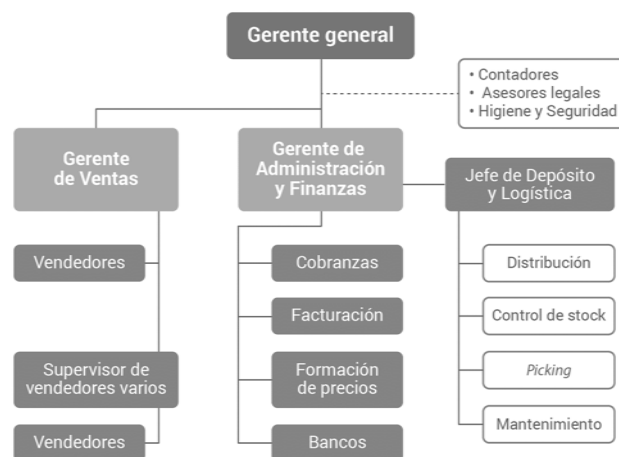 Gerente general
• Contadores
• Asesores legales
• Higiene y Seguridad
Gerente
de Ventas
Gerente de
Administración
y Finanzas
Jefe de Depósito
y Logística
Vendedores
Supervisor de
vendedores varios
Vendedores
Cobranzas
Facturación
Formación
de precios
Bancos
Distribución
Control de stock
Picking
Mantenimiento